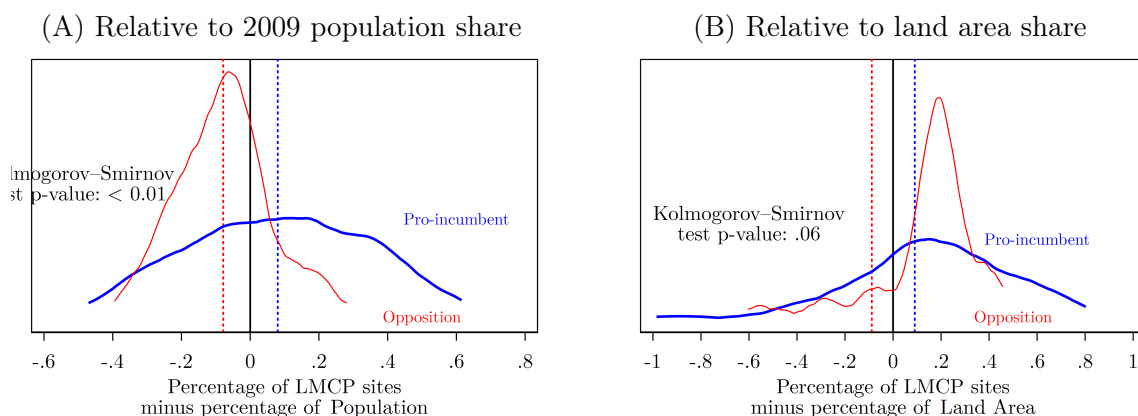 (A) Relative to 2009 population share
lmogorov–Smirnov
st p-value: < 0.01
Pro-incumbent
Opposition
-.6 -.4 -.2 0 .2 .4 .6 .8
Percentage of LMCP sites
minus percentage of Population
(B) Relative to land area share
Kolmogorov–Smirnov
test p-value: .06
Pro-incumbent
Opposition
-1 -.8 -.6 -.4 -.2 0 .2 .4 .6 .8 1
Percentage of LMCP sites
minus percentage of Land Area